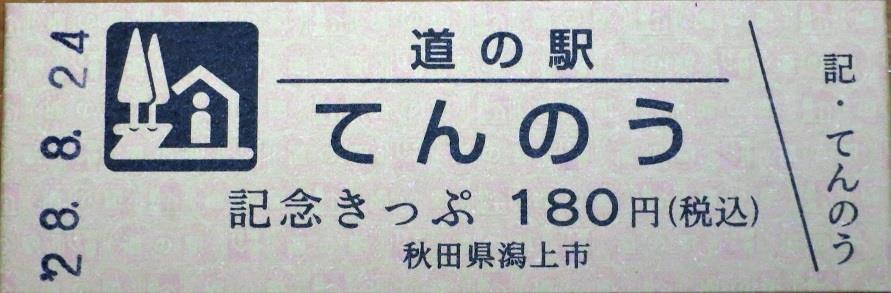 '28. 8. 24
道の駅
てんのう
記念きっぷ 180円(税込)
秋田県潟上市
記・てんのう